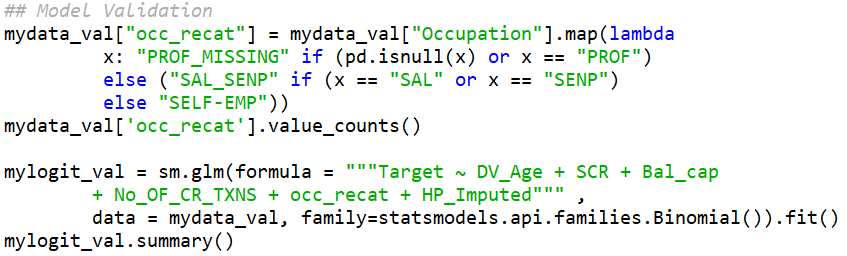 ## Model Validation
mydata_val["occ_recat"] = mydata_val["Occupation"].map(lambda
x: "PROF_MISSING" if (pd.isnull(x) or x == "PROF")
else ("SAL_SENP" if (x == "SAL" or x == "SENP")
else "SELF-EMP"))
mydata_val['occ_recat'].value_counts()
mylogit_val = sm.glm(formula = """Target ~ DV_Age + SCR + Bal_cap
+ No_OF_CR_TXNS + occ_recat + HP_Imputed""" ,
data = mydata_val, family=statsmodels.api.families.Binomial()).fit()
mylogit_val.summary()